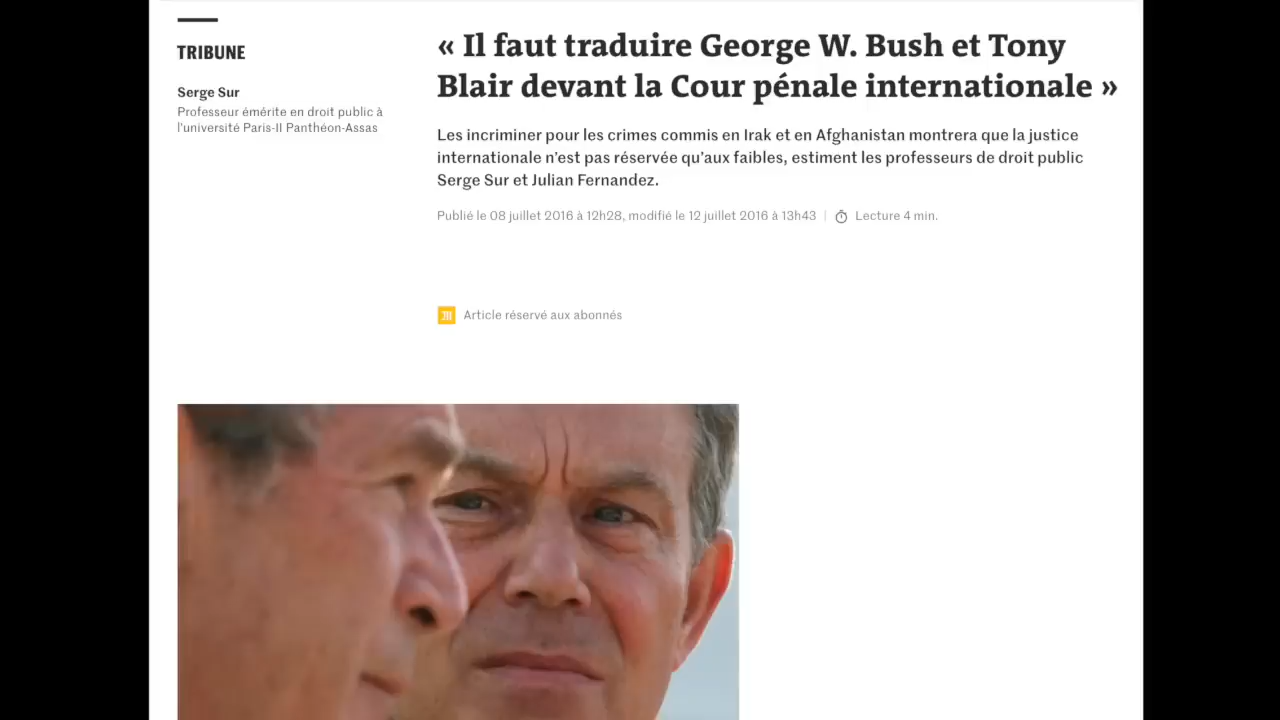 TRIBUNE
Serge Sur
Professeur émérite en droit public à
l'université Paris-II Panthéon-Assas
« Il faut traduire George W. Bush et Tony
Blair devant la Cour pénale internationale »
Les incriminer pour les crimes commis en Irak et en Afghanistan montrera que la justice
internationale n’est pas réservée qu’aux faibles, estiment les professeurs de droit public
Serge Sur et Julian Fernandez.
Publié le 08 juillet 2016 à 12h28, modifié le 12 juillet 2016 à 13h43 | Lecture 4 min.
Article réservé aux abonnés